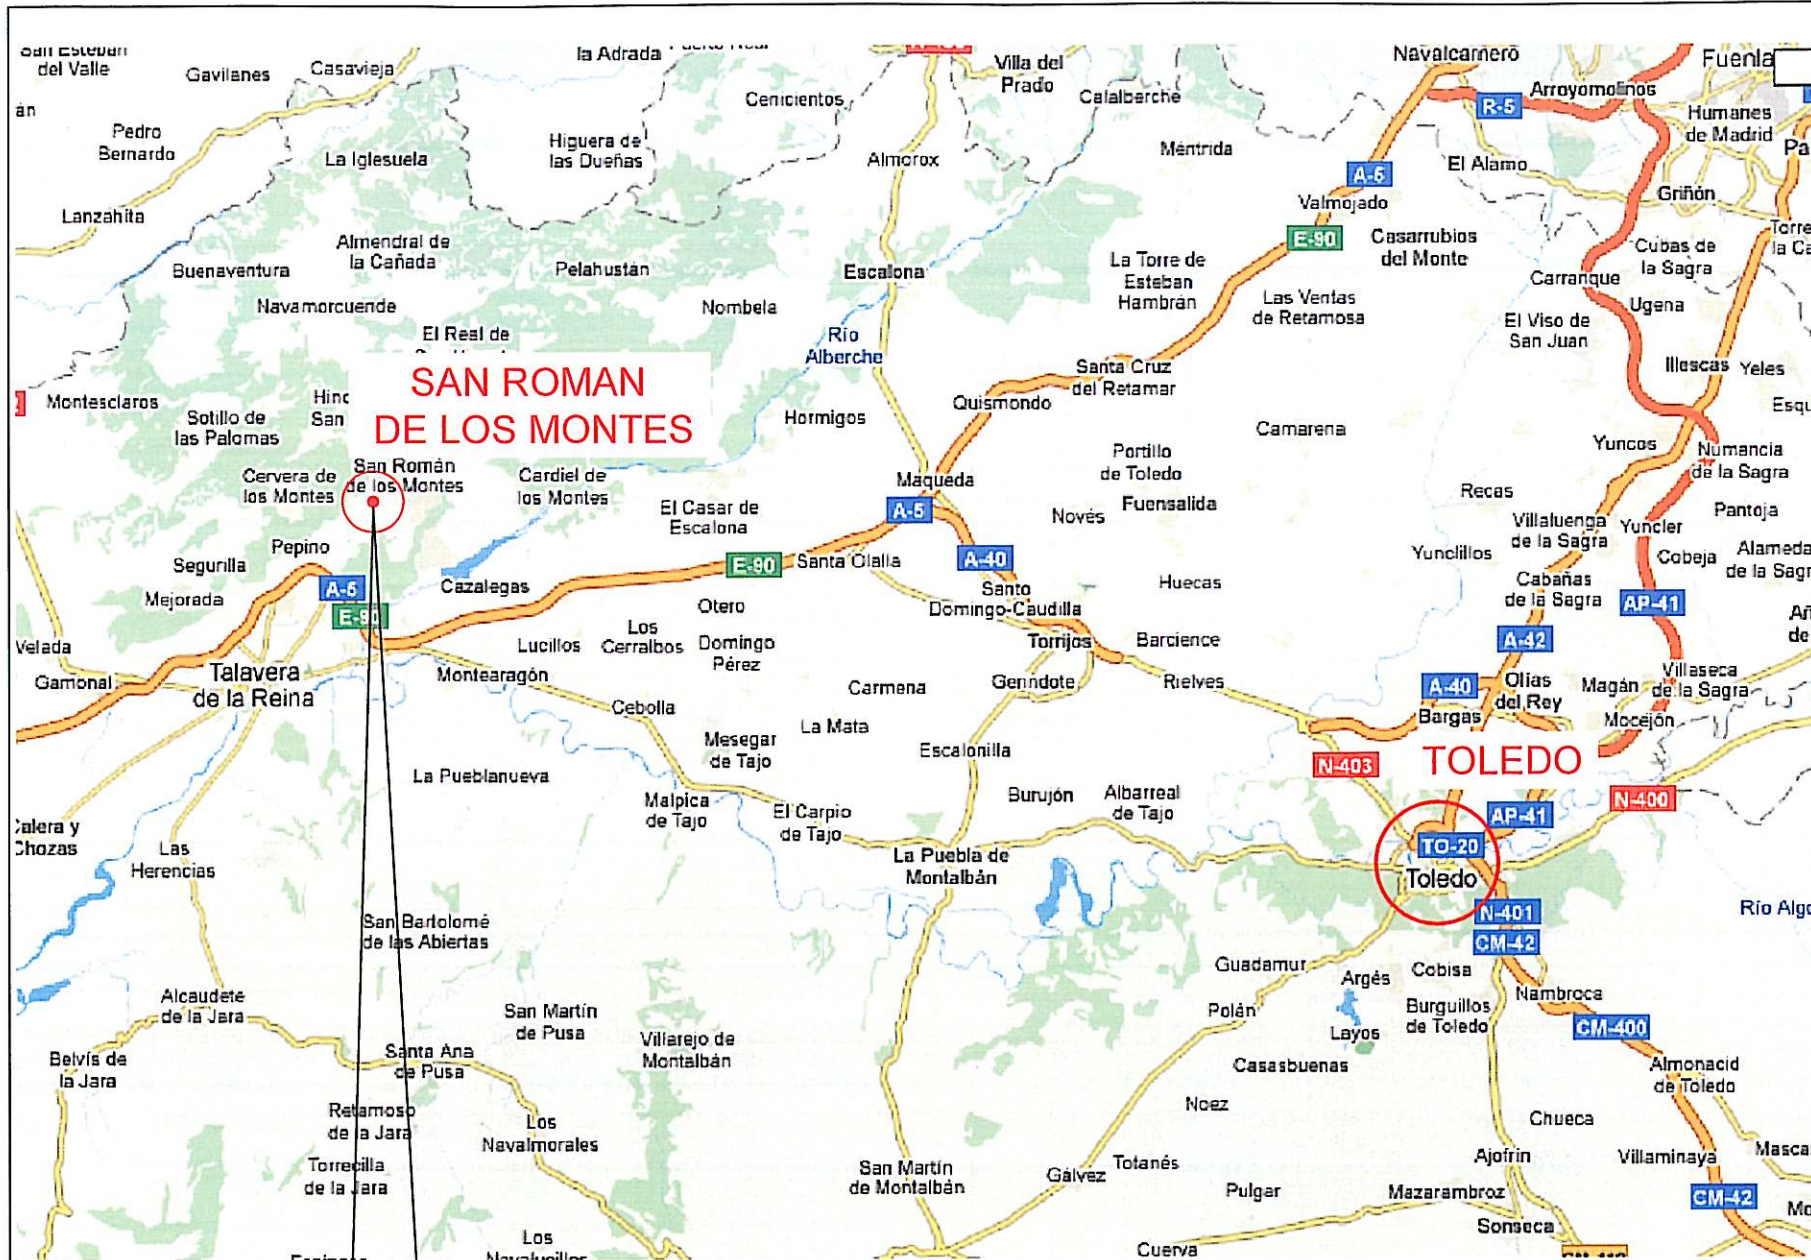 San Esteban
del Valle
Gavilanes
Casavieja
la Adrada
Villa del
Prado
Navalcarnero
Fuenla
Arroyomolinos
R-5
Humanes
de Madrid
Cenicientos
Calalberche
Pedro
Bernardo
La Iglesuela
Higuera de
las Dueñas
Almorox
Méntrida
A-5
El Alamo
Griñón
Lanzahita
Valmojado
E-90
Casarrubios
del Monte
Almendral de
la Cañada
Buenaventura
Pelahustán
Escalona
La Torre de
Esteban
Hambrán
Cubas de
la Sagra
Carranque
Ugena
Navamorcuende
Nombela
Las Ventas
de Retamosa
El Real de
Río
Alberche
El Viso de
San Juan
SAN ROMAN
DE LOS MONTES
Santa Cruz
del Retamar
Illescas
Yeles
Montesclaros
Sotillo de
las Palomas
Hormigos
Quismondo
Camarena
Yuncos
Numancia
de la Sagra
Cervera de
los Montes
San Román
de los Montes
Cardiel de
los Montes
Maqueda
Portillo
de Toledo
Recas
El Casar de
Escalona
A-5
Novés
Fuensalida
Villaluenga
de la Sagra
Yuncler
Pantoja
Segurilla
Pepino
E-90
Santa Olalla
A-40
Yunclillos
Cobeja
Alameda
de la Sagra
Mejorada
A-5
E-90
Cazalegas
Otero
Santo
Domingo-Caudilla
Huecas
Cabañas
de la Sagra
AP-41
Velada
Lucillos
Los
Cerralbos
Domingo
Pérez
Torrijos
Barcience
A-42
Gamonal
Talavera
de la Reina
Montearagón
Carmena
Gerindote
Rielves
A-40
Olías
del Rey
Magán
Villaseca
de la Sagra
Cebolla
La Mata
Bargas
Mocejón
La Pueblanueva
Mesegar
de Tajo
Escalonilla
N-403
TOLEDO
N-400
Malpica
de Tajo
El Carpio
de Tajo
Burujón
Albarreal
de Tajo
AP-41
TO-20
Toledo
Calera y
Chozas
Las
Herencias
La Puebla de
Montalbán
N-401
CM-42
Río Algo
San Bartolomé
de las Abiertas
Guadamur
Argés
Cobisa
Alcaudete
de la Jara
San Martín
de Pusa
Polán
Burguillos
de Toledo
Nambroca
CM-400
Layos
Belvís de
la Jara
Santa Ana
de Pusa
Villarejo de
Montalbán
Casasbuenas
Almonacid
de Toledo
Retamoso
de la Jara
Los
Navalmorales
Noez
Chueca
Torrecilla
de la Jara
San Martín
de Montalbán
Gálvez
Totanés
Ajofrin
Villaminaya
Pulgar
Mazarambroz
CM-42
Sonseca
Los
Navalucillos
Cuerva